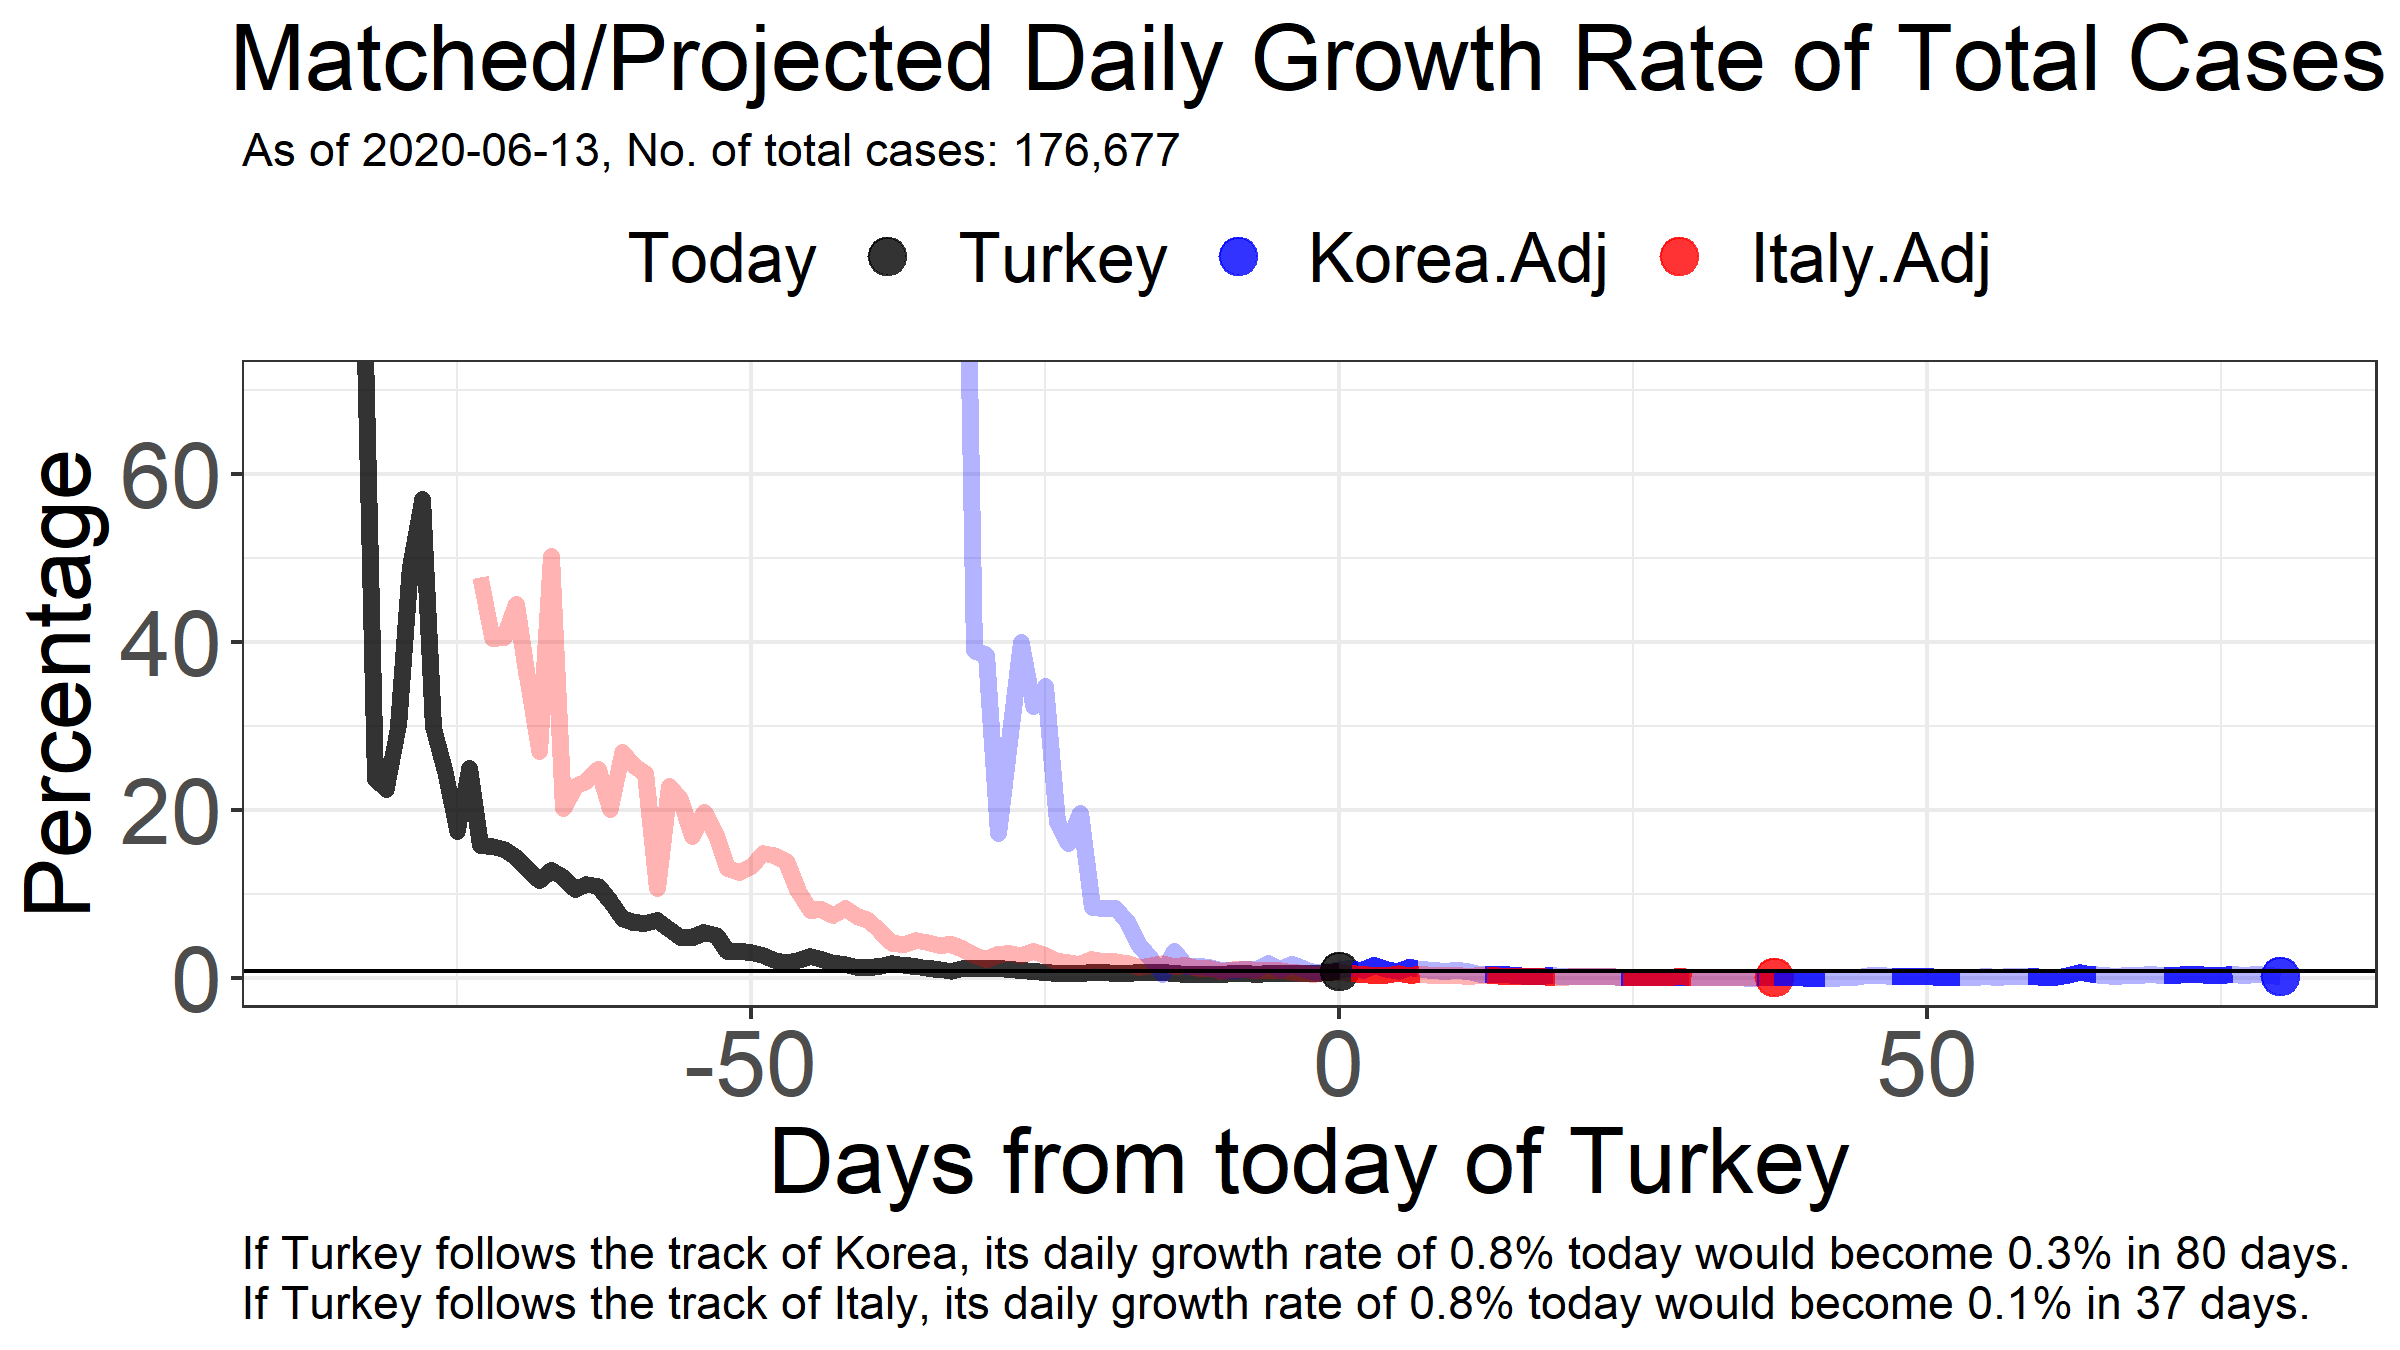 Matched/Projected Daily Growth Rate of Total Cases
As of 2020-06-13, No. of total cases: 176,677
Today Turkey Korea.Adj Italy.Adj
Percentage
60
40
20
0
-50 0 50
Days from today of Turkey
If Turkey follows the track of Korea, its daily growth rate of 0.8% today would become 0.3% in 80 days.
If Turkey follows the track of Italy, its daily growth rate of 0.8% today would become 0.1% in 37 days.